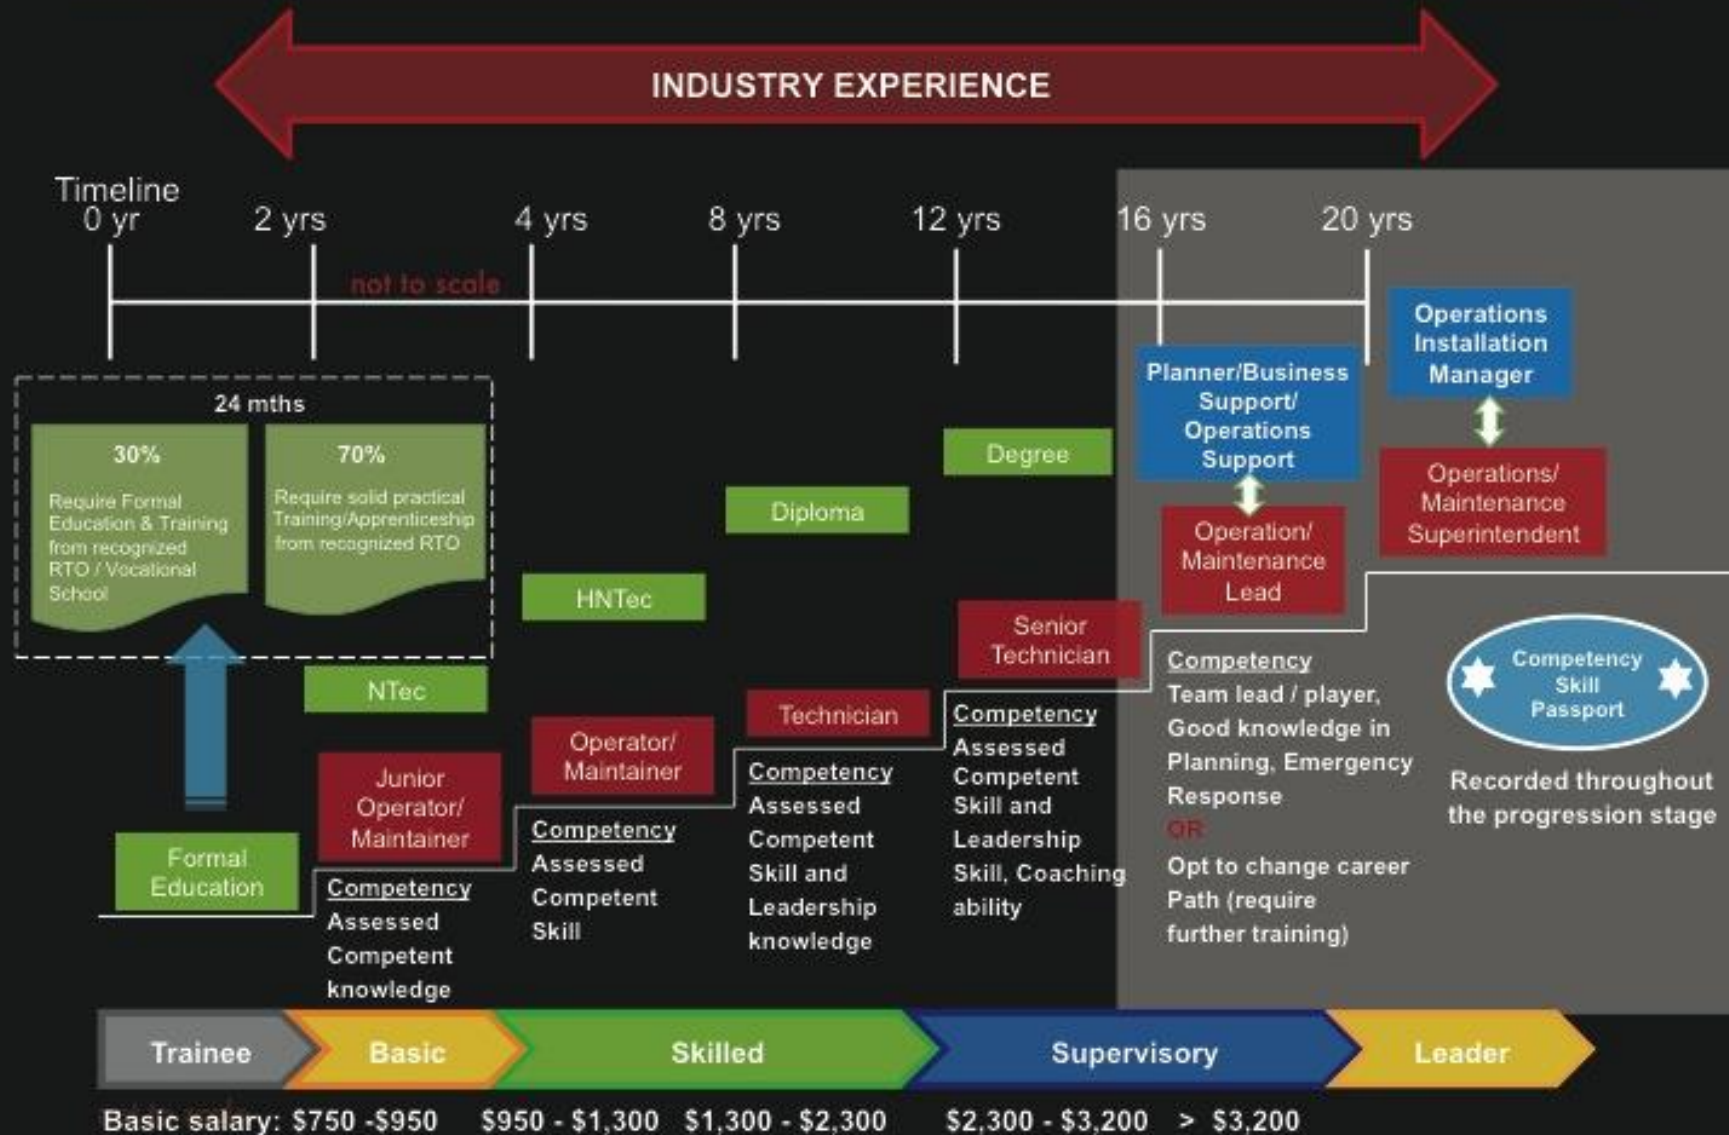 INDUSTRY EXPERIENCE
Timeline
0 yr
2 yrs
4 yrs
8 yrs
12 yrs
16 yrs
20 yrs
not to scale
24 mths
30%
Require Formal
Education & Training
from recognized
RTO / Vocational
School
70%
Require solid practical
Training/Apprenticeship
from recognized RTO
Formal
Education
NTec
HNTec
Diploma
Degree
Planner/Business
Support/
Operations
Support
Operations
Installation
Manager
Junior
Operator/
Maintainer
Operator/
Maintainer
Technician
Senior
Technician
Operation/
Maintenance
Lead
Operations/
Maintenance
Superintendent
Competency
Assessed
Competent
knowledge
Competency
Assessed
Competent
Skill
Competency
Assessed
Competent
Skill and
Leadership
knowledge
Competency
Assessed
Competent
Skill and
Leadership
Skill, Coaching
ability
Competency
Team lead / player,
Good knowledge in
Planning, Emergency
Response
OR
Opt to change career
Path (require
further training)
Competency
Skill
Passport
Recorded throughout
the progression stage
Trainee
Basic
Skilled
Supervisory
Leader
Basic salary: $750 -$950 $950 - $1,300 $1,300 - $2,300 $2,300 - $3,200 > $3,200